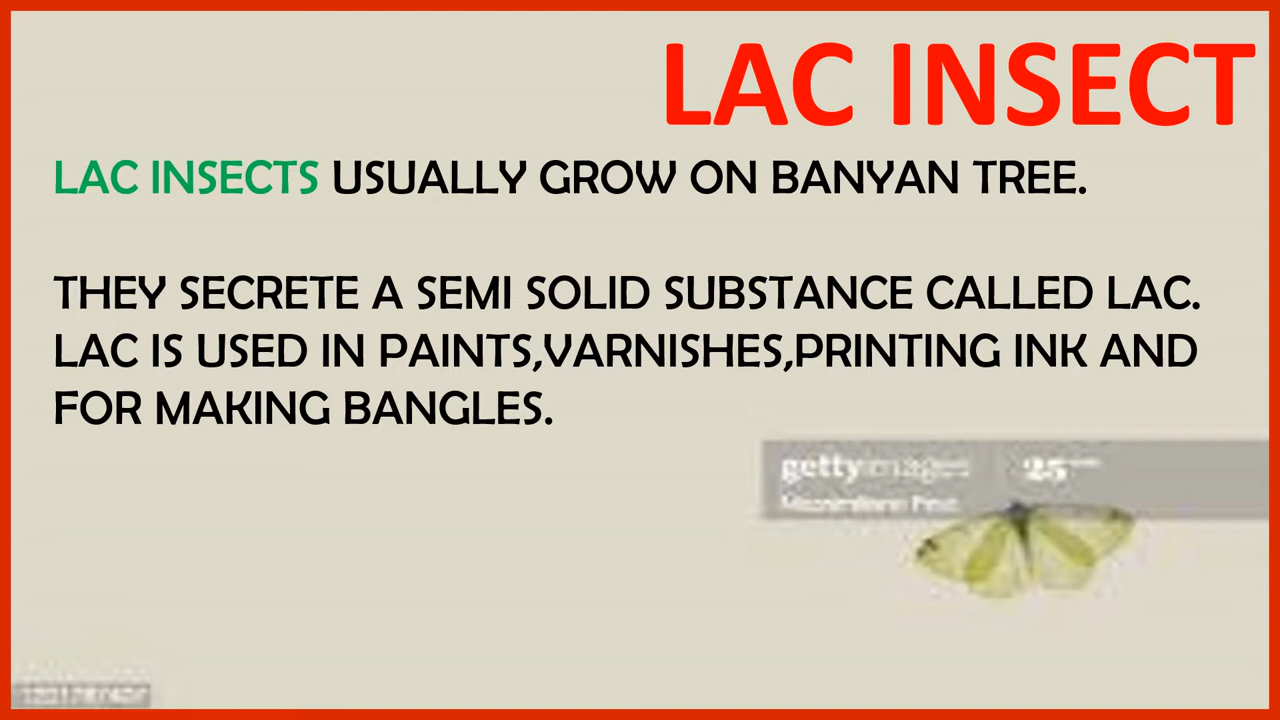 LAC INSECT
LAC INSECTS USUALLY GROW ON BANYAN TREE.
THEY SECRETE A SEMI SOLID SUBSTANCE CALLED LAC.
LAC IS USED IN PAINTS,VARNISHES,PRINTING INK AND
FOR MAKING BANGLES.
gettyimages
25